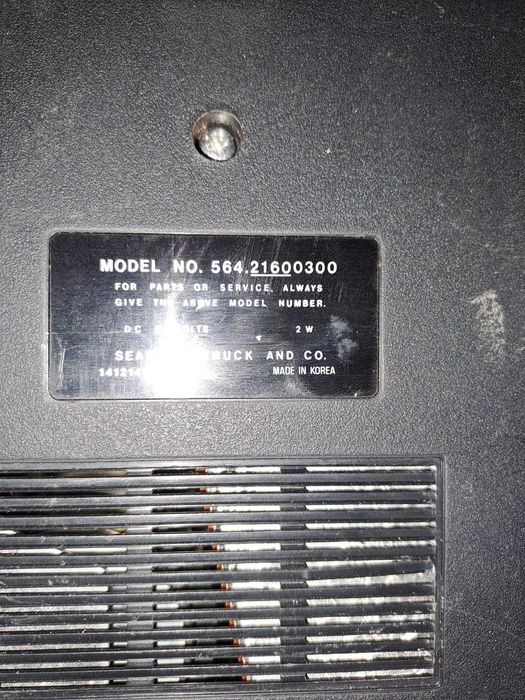 MODEL NO. 564.21600300
FOR PARTS OR SERVICE, ALWAYS
GIVE THE ABOVE MODEL NUMBER.
DC 2 W
AND CO.
MADE IN KOREA